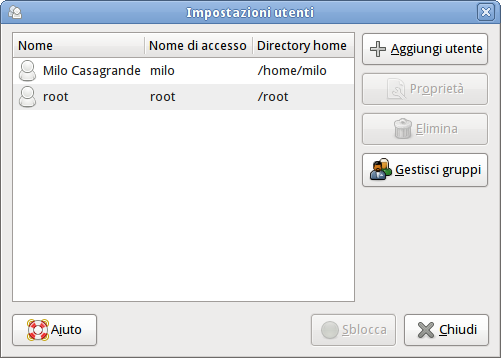 Impostazioni utenti
Nome Nome di accesso Directory home
Milo Casagrande milo /home/milo
root root /root
Aggiungi utente
Proprietà
Elimina
Gestisci gruppi
Aiuto Sblocca Chiudi